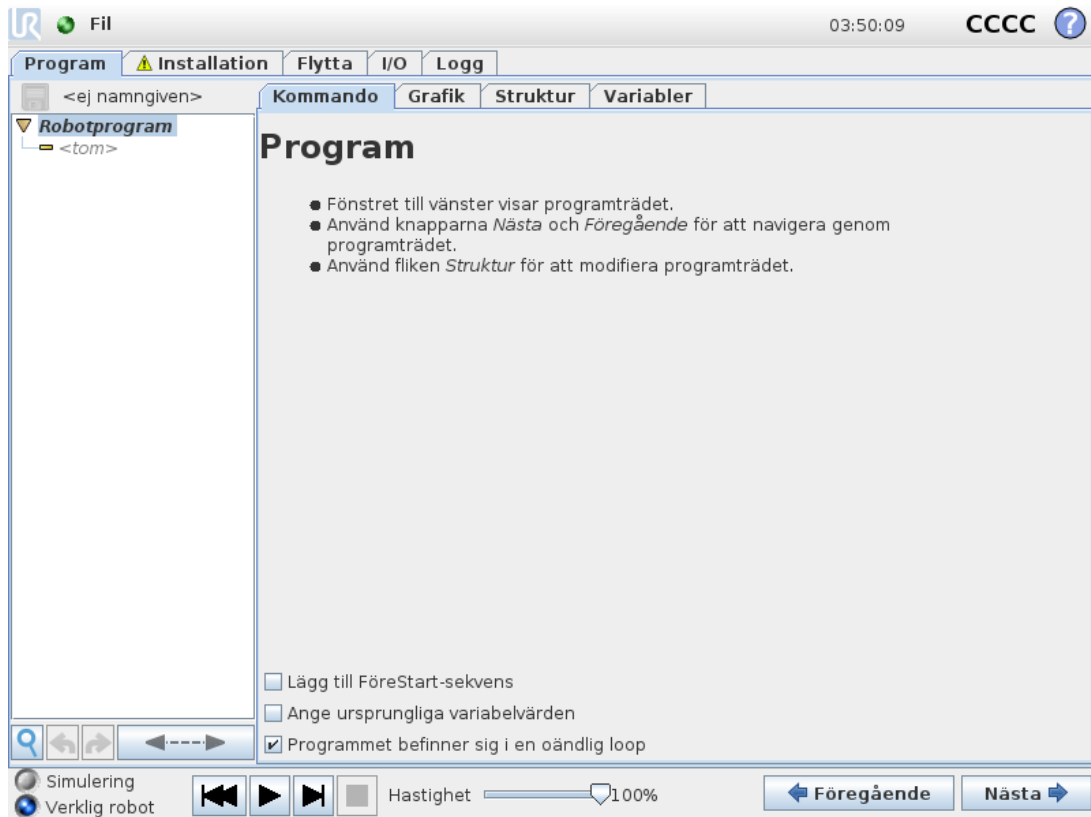 UR Fil 03:50:09 CCCC ?
Program Installation Flytta I/O Logg
<ej namngiven>
Kommando Grafik Struktur Variabler
Robotprogram
<tom>
Program
Fönstret till vänster visar programträdet.
Använd knapparna Nästa och Föregående för att navigera genom
programträdet.
Använd fliken Struktur för att modifiera programträdet.
Lägg till FöreStart-sekvens
Ange ursprungliga variabelvärden
Programmet befinner sig i en oändlig loop
Simulering
Verklig robot
Hastighet 100%
Föregående Nästa